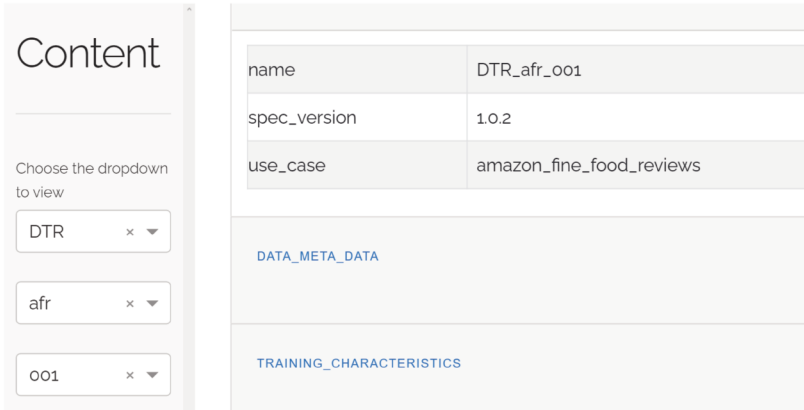 Content
Choose the dropdown
to view
DTR
afr
001
name DTR_afr_001
spec_version 1.0.2
use_case amazon_fine_food_reviews
DATA_META_DATA
TRAINING_CHARACTERISTICS